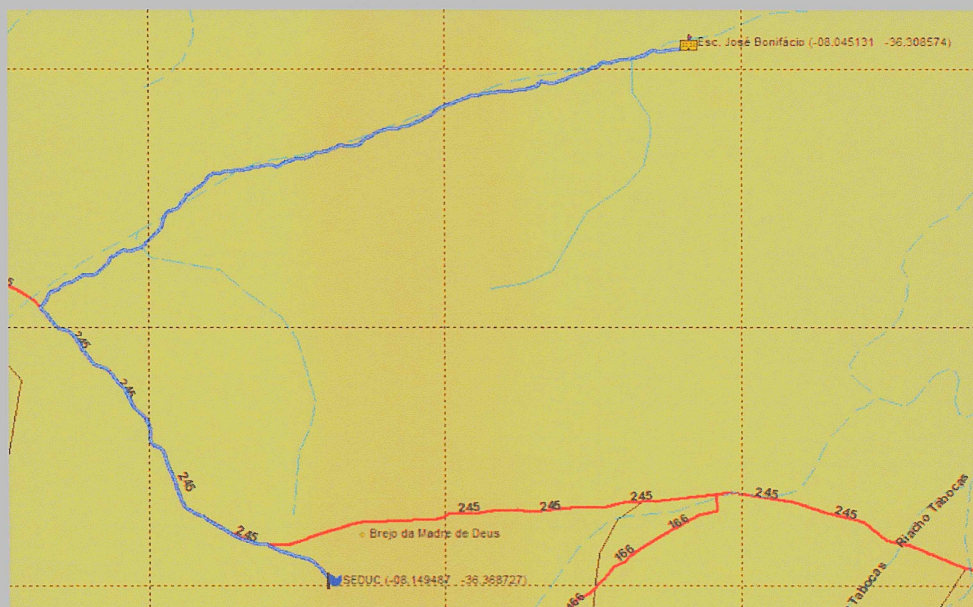 Esc. José Bonifácio (-08.045131 -36.308574)
245
245
245
245
245
245
245
245
245
166
166
166
Brejo da Madre de Deus
Riacho Tabocas
Tabocas
SEDUC (-08.149487 -36.368727)